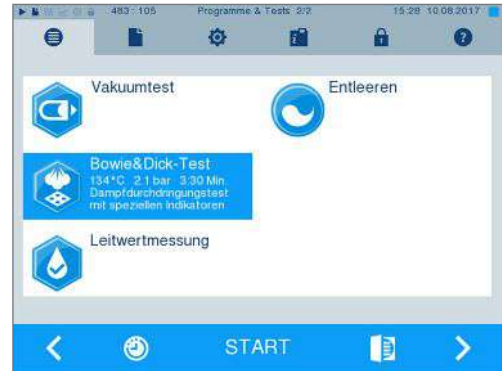 483 : 105 Programme & Tests 2/2 15:28 10.08.2017
Vakuumtest
Entleeren
Bowie&Dick-Test
134°C 2.1 bar 3:30 Min.
Dampfdurchdringungstest
mit speziellen Indikatoren
Leitwertmessung
START